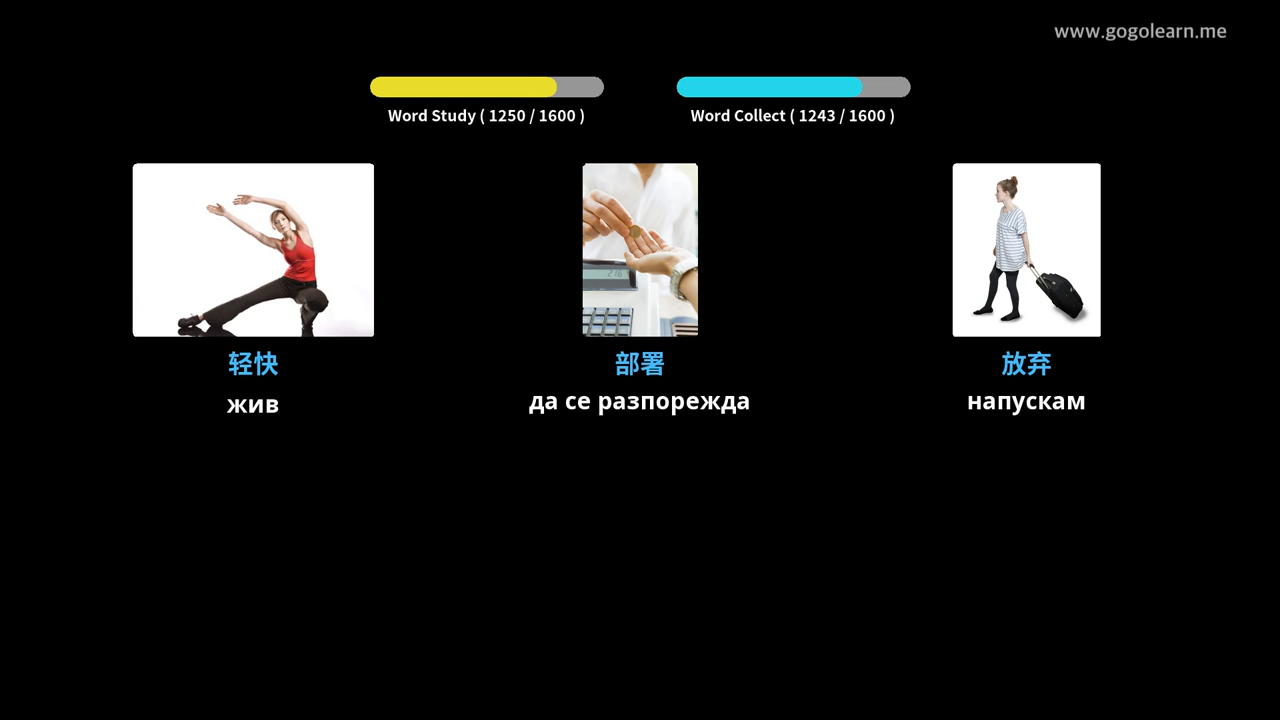 www.gogolearn.me
Word Study ( 1250 / 1600 )
Word Collect ( 1243 / 1600 )
轻快
部署
放弃
жив
да се разпорежда
напускам